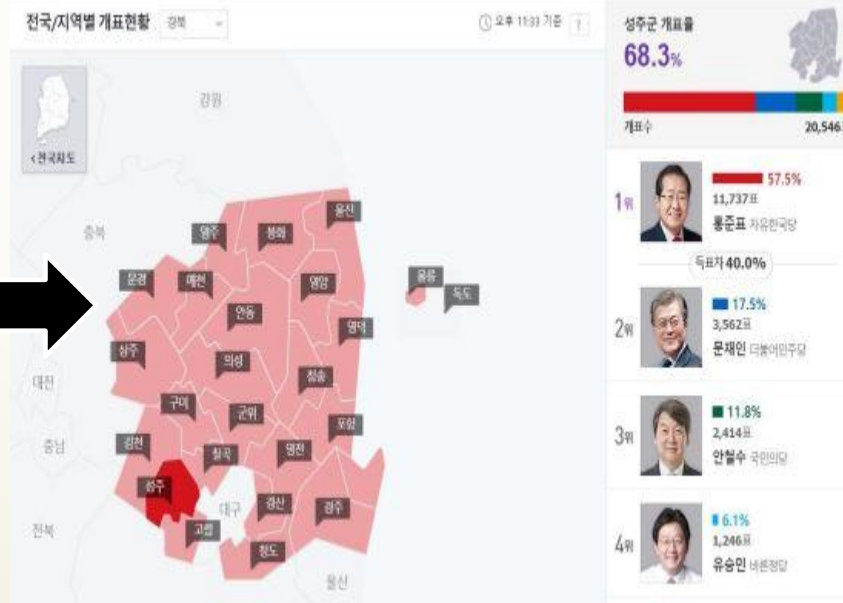 전국/지역별 개표현황 경북
오후 11:33 기준 ?
<전국지도
강원
충북
대전
충남
전북
대구
울산
울진
영주
봉화
문경
예천
영양
울릉
독도
안동
영덕
상주
의성
청송
구미
군위
포항
김천
칠곡
영천
성주
경산
경주
고령
청도
성주군 개표율
68.3%
개표수 20,546
1위
57.5%
11,737표
홍준표 자유한국당
득표차 40.0%
2위
17.5%
3,562표
문재인 더불어민주당
3위
11.8%
2,414표
안철수 국민의당
4위
6.1%
1,246표
유승민 바른정당